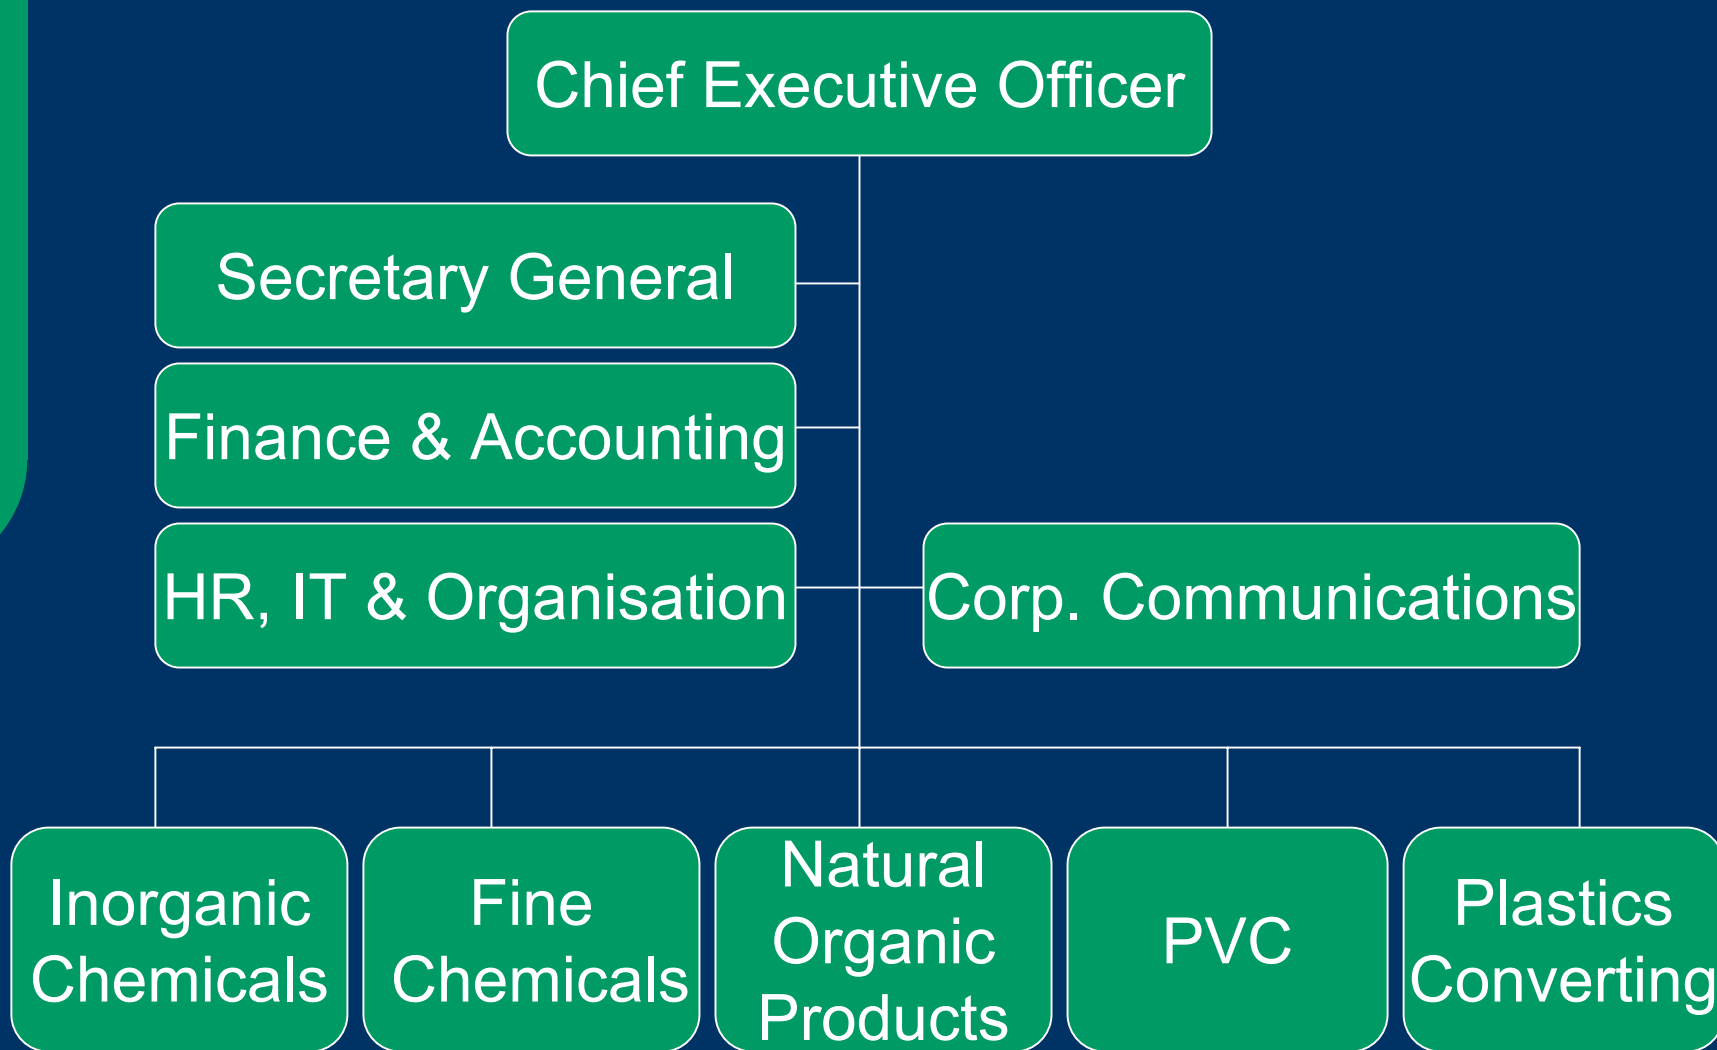 Chief Executive Officer
Secretary General
Finance & Accounting
HR, IT & Organisation
Corp. Communications
Inorganic
Chemicals
Fine
Chemicals
Natural
Organic
Products
PVC
Plastics
Converting